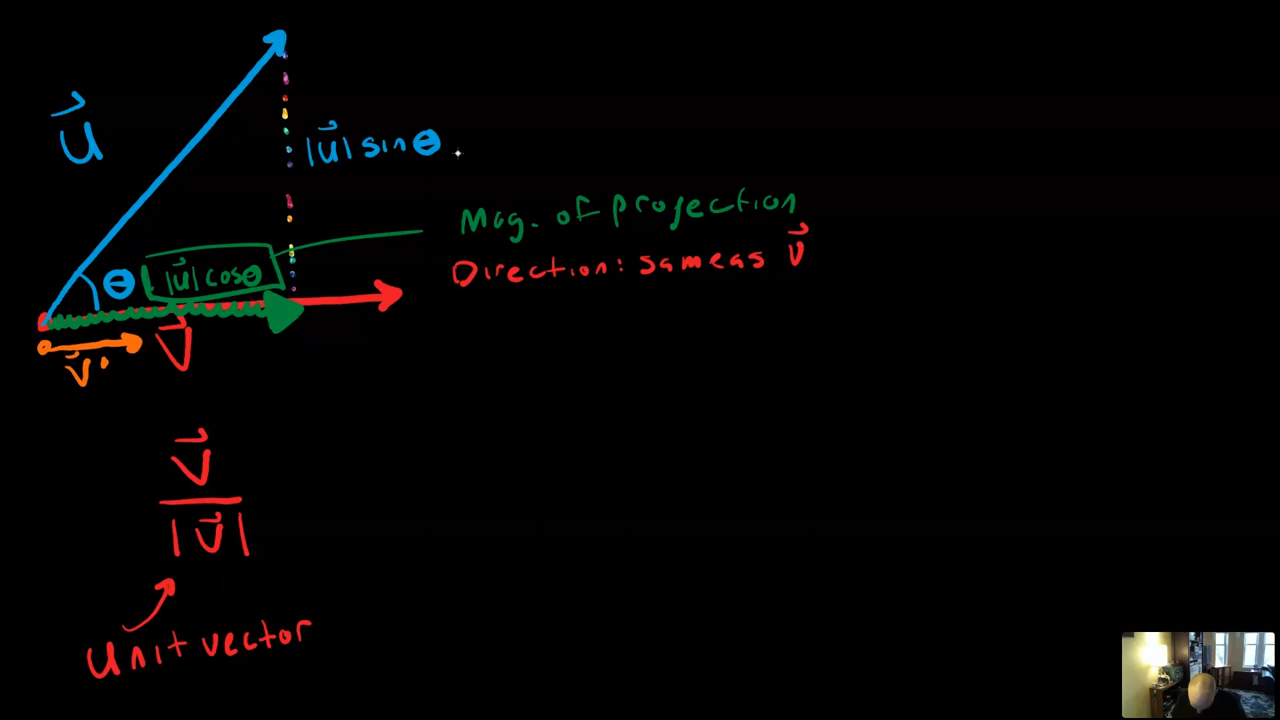 u⃗
|u⃗| sin θ
Mag. of projection
Direction: same as v⃗
θ
|u⃗| cos θ
v⃗'
v⃗
v⃗
|v⃗|
unit vector